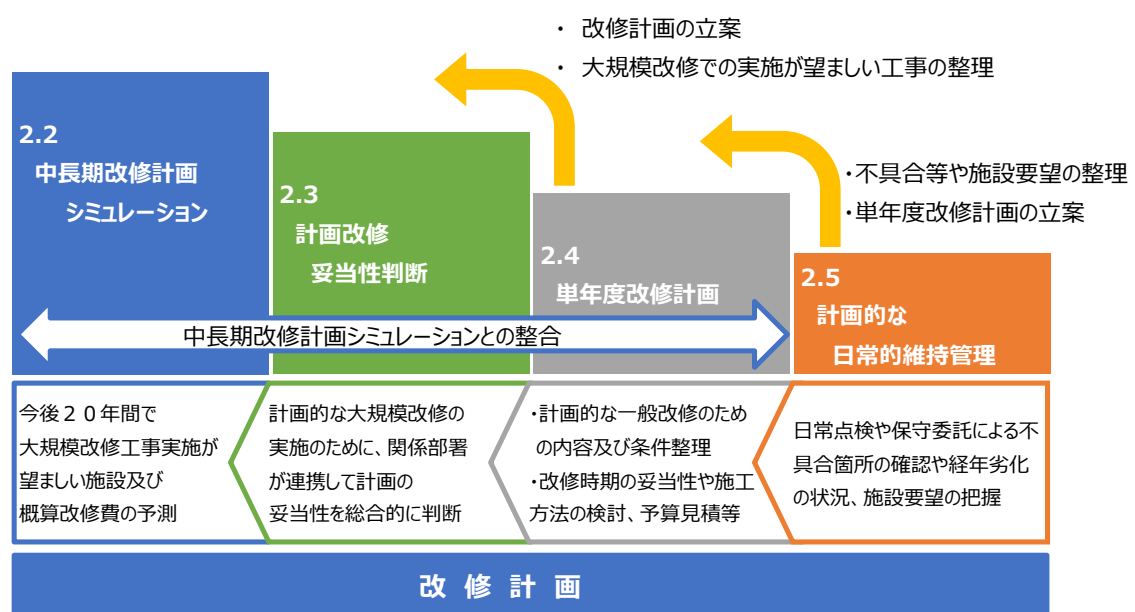 ・ 改修計画の立案
・ 大規模改修での実施が望ましい工事の整理
・不具合等や施設要望の整理
・単年度改修計画の立案
2.2
中長期改修計画
シミュレーション
2.3
計画改修
妥当性判断
2.4
単年度改修計画
2.5
計画的な
日常的維持管理
中長期改修計画シミュレーションとの整合
今後２０年間で
大規模改修工事実施が
望ましい施設及び
概算改修費の予測
計画的な大規模改修の
実施のために、関係部署
が連携して計画の
妥当性を総合的に判断
・計画的な一般改修のため
の内容及び条件整理
・改修時期の妥当性や施工
方法の検討、予算見積等
日常点検や保守委託による不
具合箇所の確認や経年劣化
の状況、施設要望の把握
改 修 計 画